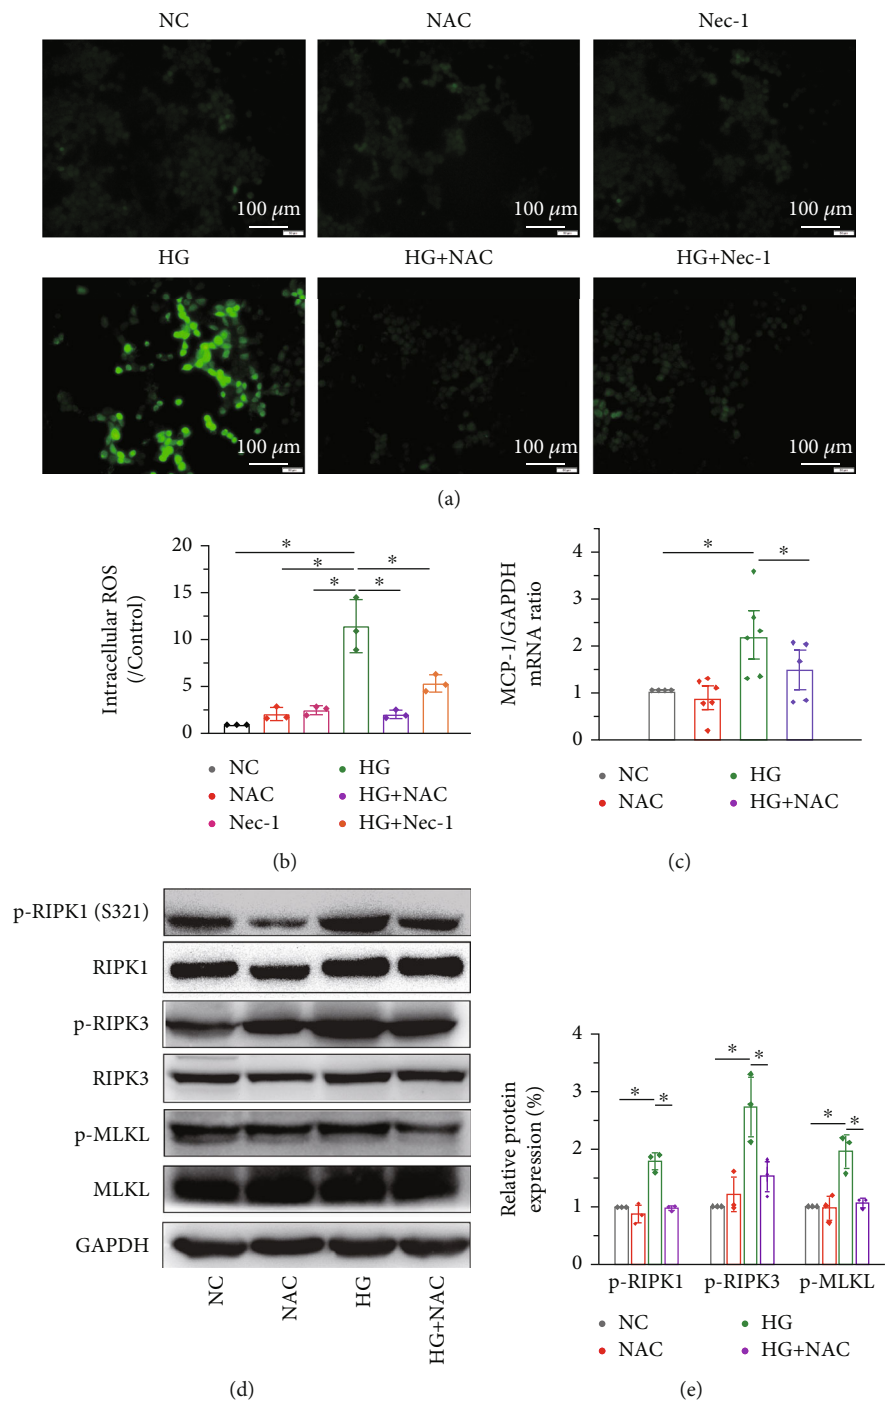 NC NAC Nec-1
100 μm 100 μm 100 μm
HG HG+NAC HG+Nec-1
100 μm 100 μm 100 μm
(a)
Intracellular ROS
(/Control)
20
15
10
5
0
* * * * *
NC HG
NAC HG+NAC
Nec-1 HG+Nec-1
(b)
MCP-1/GAPDH
mRNA ratio
4
3
2
1
0
* *
NC HG
NAC HG+NAC
(c)
p-RIPK1 (S321)
RIPK1
p-RIPK3
RIPK3
p-MLKL
MLKL
GAPDH
NC NAC HG HG+NAC
(d)
Relative protein
expression (%)
4
3
2
1
0
* * * * * *
p-RIPK1 p-RIPK3 p-MLKL
NC HG
NAC HG+NAC
(e)